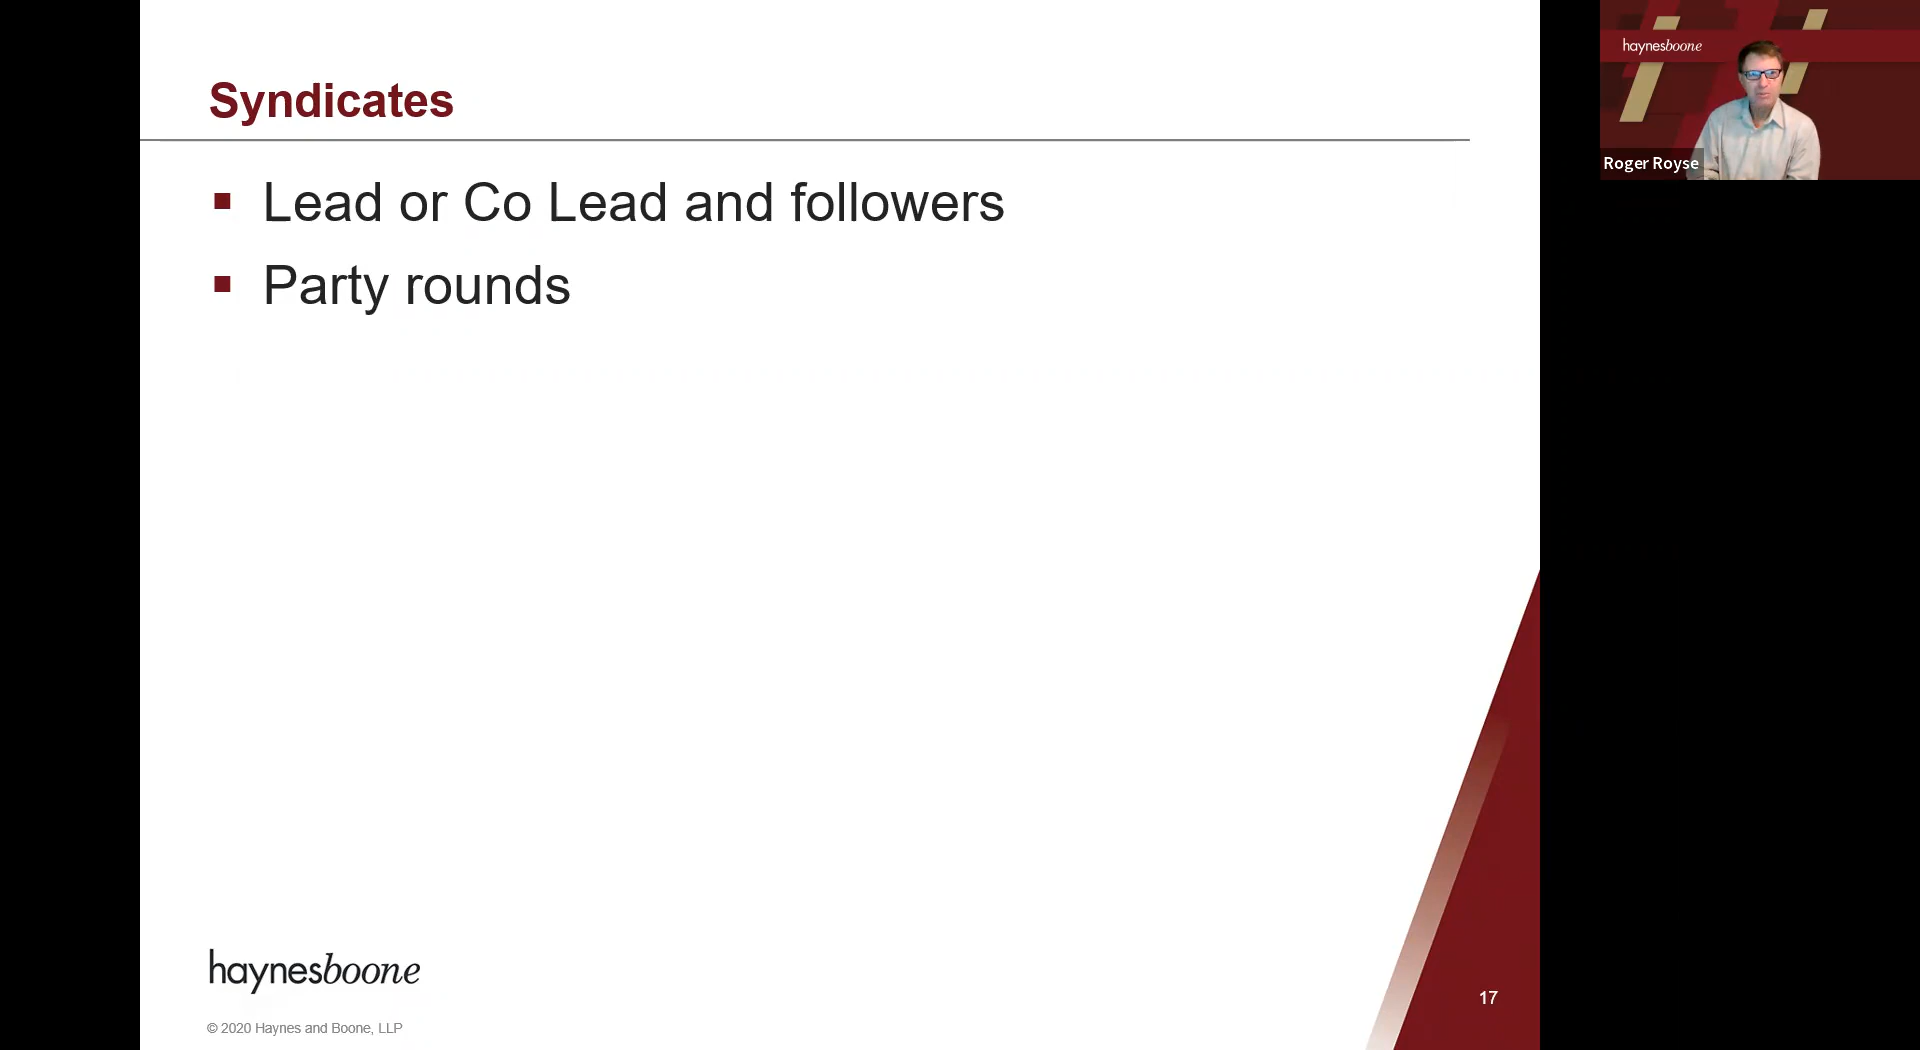 Syndicates
Lead or Co Lead and followers
Party rounds
haynesboone
© 2020 Haynes and Boone, LLP
17
haynesboone
Roger Royse